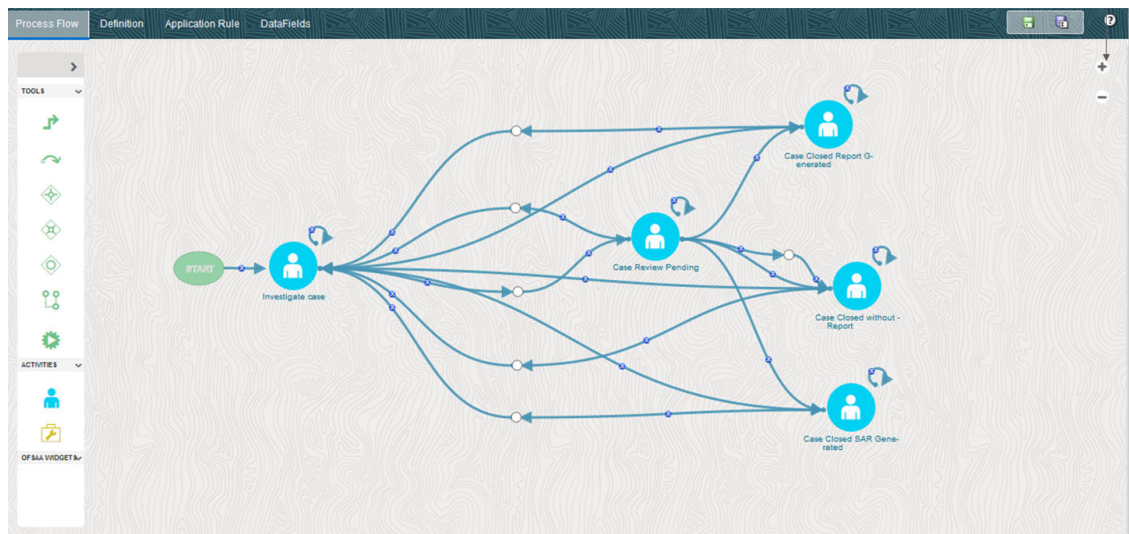 Process Flow Definition Application Rule DataFields
TOOLS
ACTIVITIES
OFSAA WIDGETS
START
Investigate case
Case Review Pending
Case Closed Report G-
enerated
Case Closed without -
Report
Case Closed SAR Gene-
rated